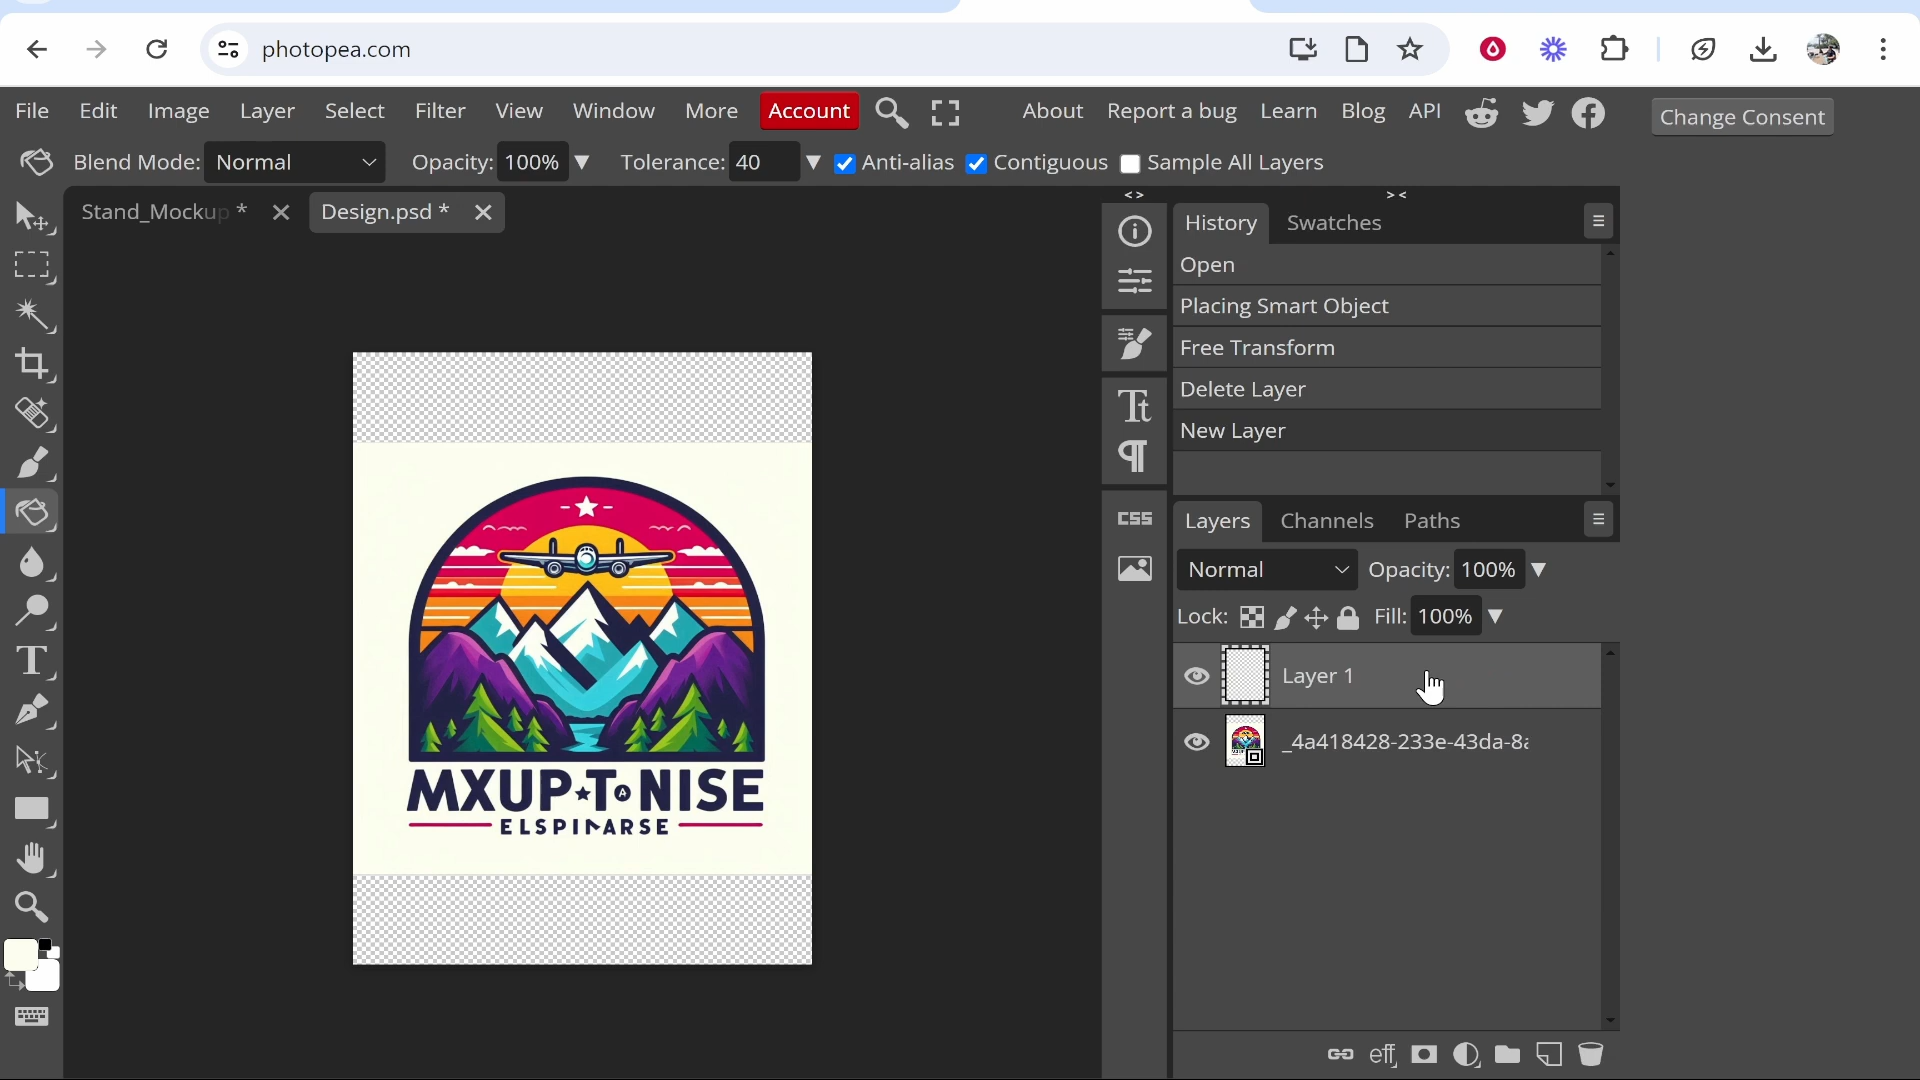 photopea.com
File Edit Image Layer Select Filter View Window More Account About Report a bug Learn Blog API Change Consent
Blend Mode: Normal Opacity: 100% Tolerance: 40 Anti-alias Contiguous Sample All Layers
Stand_Mockup * Design.psd *
History Swatches
Open
Placing Smart Object
Free Transform
Delete Layer
New Layer
Tt
CSS
Layers Channels Paths
Normal Opacity: 100%
Lock: Fill: 100%
Layer 1
_4a418428-233e-43da-8a
MXUP T A NISE
ELSPINARSE
T
eff